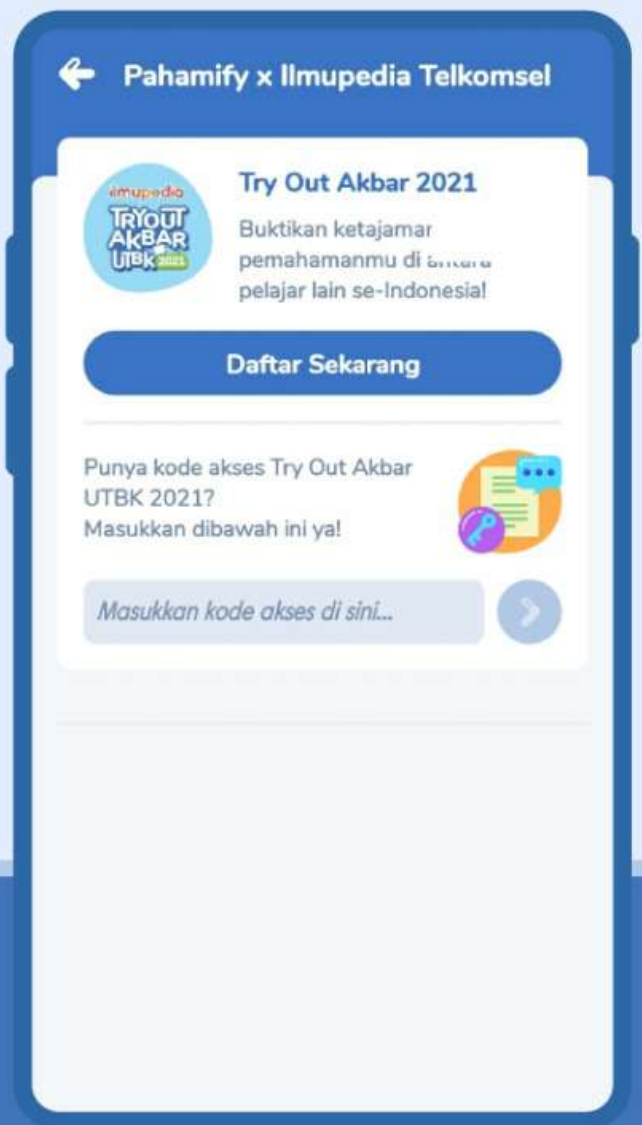 Pahamify x Ilmupedia Telkomsel
ilmupedia
TRYOUT
AKBAR
UTBK 2021
Try Out Akbar 2021
Buktikan ketajamar
pemahamanmu di
pelajar lain se-Indonesia!
Daftar Sekarang
Punya kode akses Try Out Akbar
UTBK 2021?
Masukkan dibawah ini ya!
Masukkan kode akses di sini...